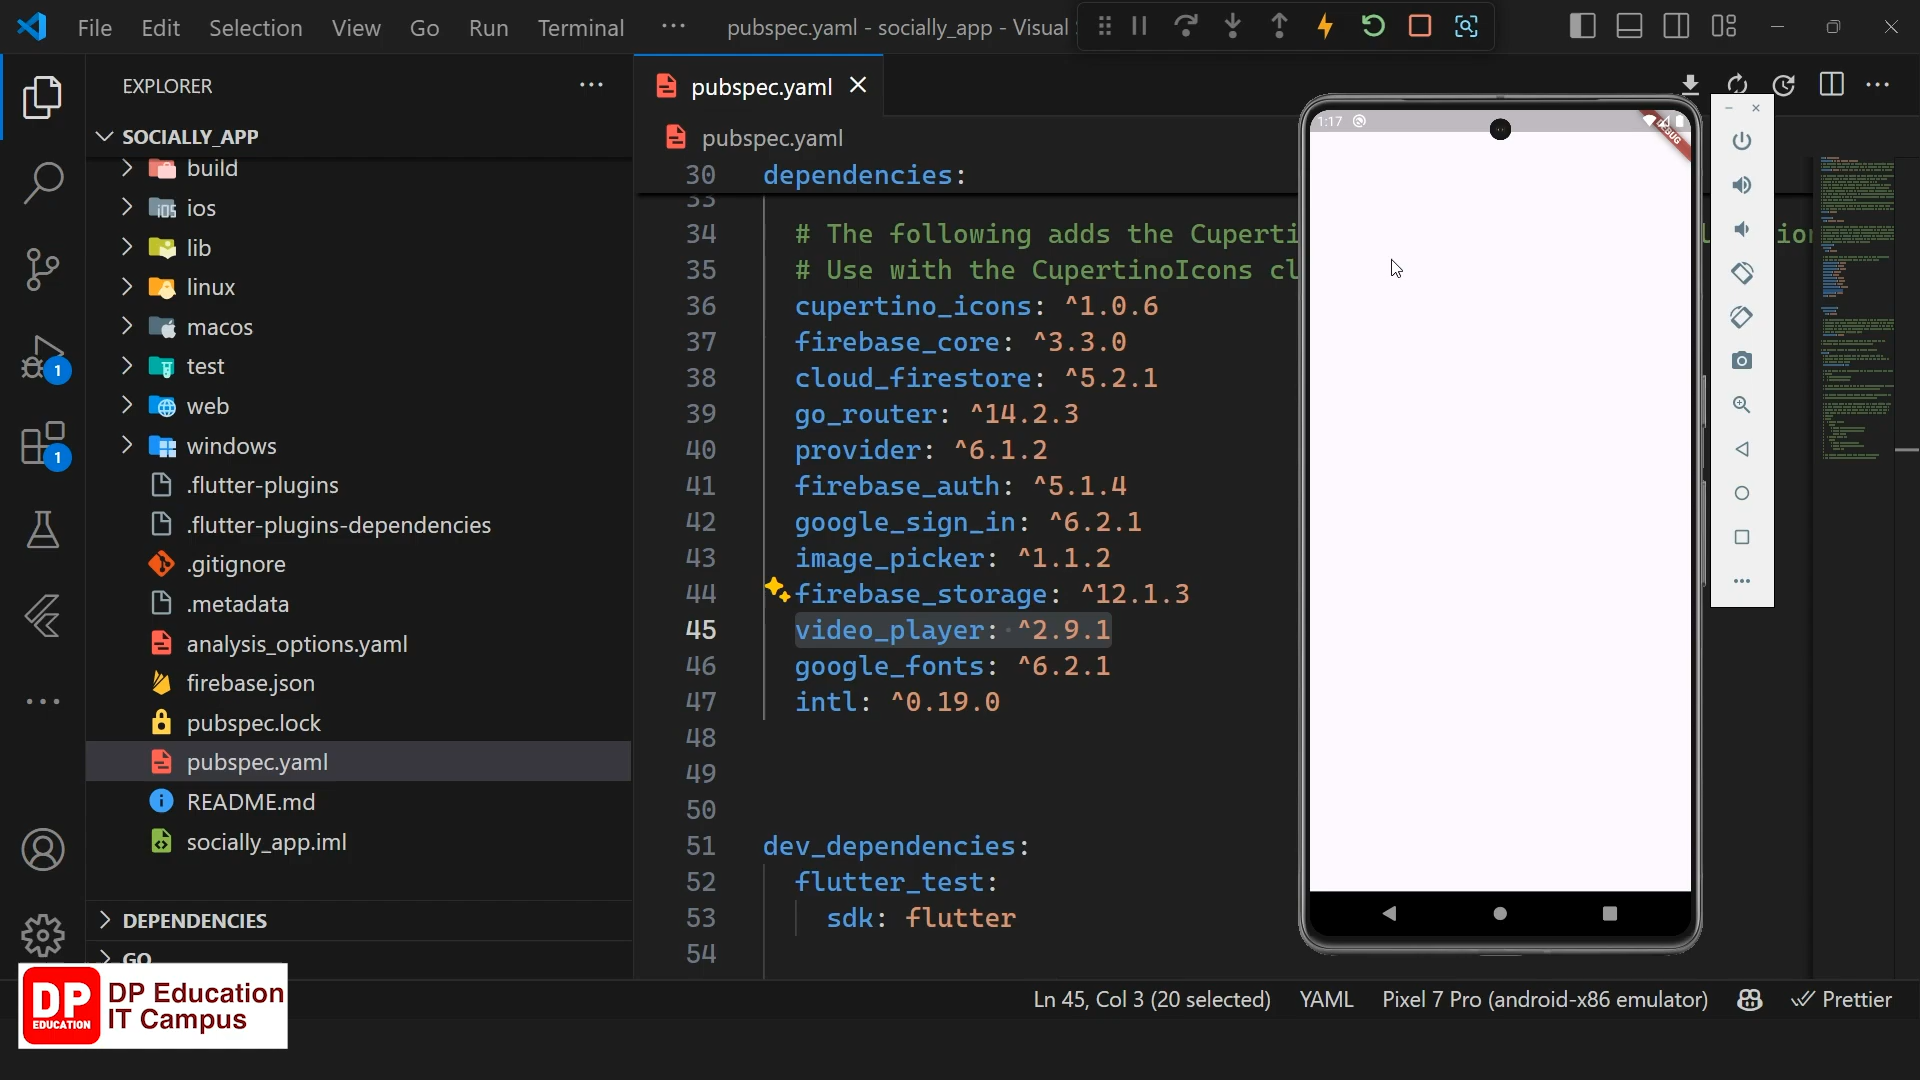 File Edit Selection View Go Run Terminal ··· pubspec.yaml - socially_app - Visual
EXPLORER ···
SOCIALLY_APP
build
ios
lib
linux
macos
test
web
windows
.flutter-plugins
.flutter-plugins-dependencies
.gitignore
.metadata
analysis_options.yaml
firebase.json
pubspec.lock
pubspec.yaml
README.md
socially_app.iml
DEPENDENCIES
GO
1
1
pubspec.yaml
pubspec.yaml
30 dependencies:
33
34 # The following adds the Cuperti
35 # Use with the CupertinoIcons cl
36 cupertino_icons: ^1.0.6
37 firebase_core: ^3.3.0
38 cloud_firestore: ^5.2.1
39 go_router: ^14.2.3
40 provider: ^6.1.2
41 firebase_auth: ^5.1.4
42 google_sign_in: ^6.2.1
43 image_picker: ^1.1.2
44 firebase_storage: ^12.1.3
45 video_player: ^2.9.1
46 google_fonts: ^6.2.1
47 intl: ^0.19.0
48
49
50
51 dev_dependencies:
52 flutter_test:
53 sdk: flutter
54
1:17
DEBUG
Ln 45, Col 3 (20 selected) YAML Pixel 7 Pro (android-x86 emulator) Prettier
DP EDUCATION
DP Education
IT Campus